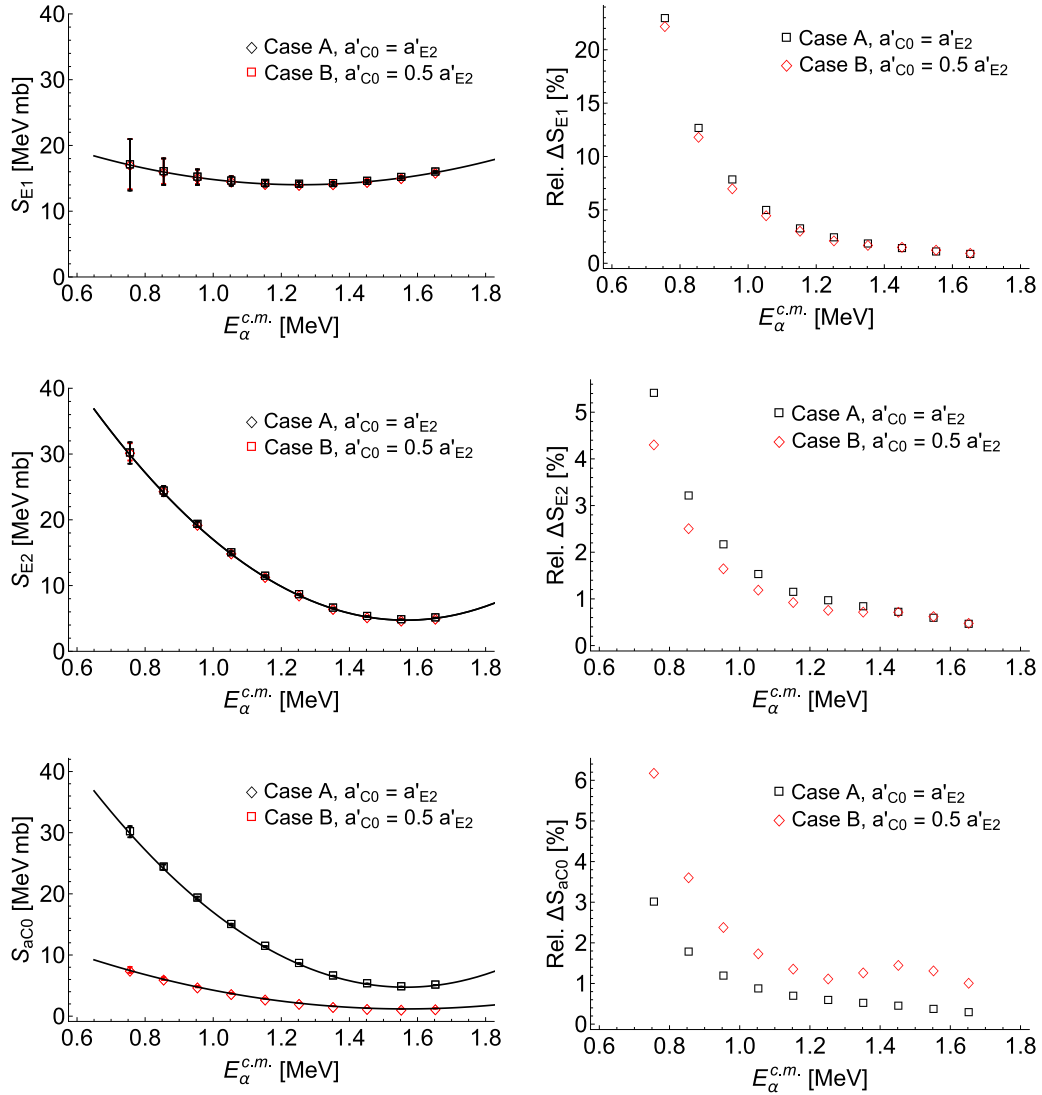 40
30
20
10
0
S_E1 [MeV mb]
◇ Case A, a'_C0 = a'_E2
□ Case B, a'_C0 = 0.5 a'_E2
0.6 0.8 1.0 1.2 1.4 1.6 1.8
E_α^c.m. [MeV]
20
15
10
5
0
Rel. ΔS_E1 [%]
□ Case A, a'_C0 = a'_E2
◇ Case B, a'_C0 = 0.5 a'_E2
0.6 0.8 1.0 1.2 1.4 1.6 1.8
E_α^c.m. [MeV]
40
30
20
10
0
S_E2 [MeV mb]
◇ Case A, a'_C0 = a'_E2
□ Case B, a'_C0 = 0.5 a'_E2
0.6 0.8 1.0 1.2 1.4 1.6 1.8
E_α^c.m. [MeV]
5
4
3
2
1
0
Rel. ΔS_E2 [%]
□ Case A, a'_C0 = a'_E2
◇ Case B, a'_C0 = 0.5 a'_E2
0.6 0.8 1.0 1.2 1.4 1.6 1.8
E_α^c.m. [MeV]
40
30
20
10
0
S_aC0 [MeV mb]
◇ Case A, a'_C0 = a'_E2
□ Case B, a'_C0 = 0.5 a'_E2
0.6 0.8 1.0 1.2 1.4 1.6 1.8
E_α^c.m. [MeV]
6
5
4
3
2
1
0
Rel. ΔS_aC0 [%]
□ Case A, a'_C0 = a'_E2
◇ Case B, a'_C0 = 0.5 a'_E2
0.6 0.8 1.0 1.2 1.4 1.6 1.8
E_α^c.m. [MeV]